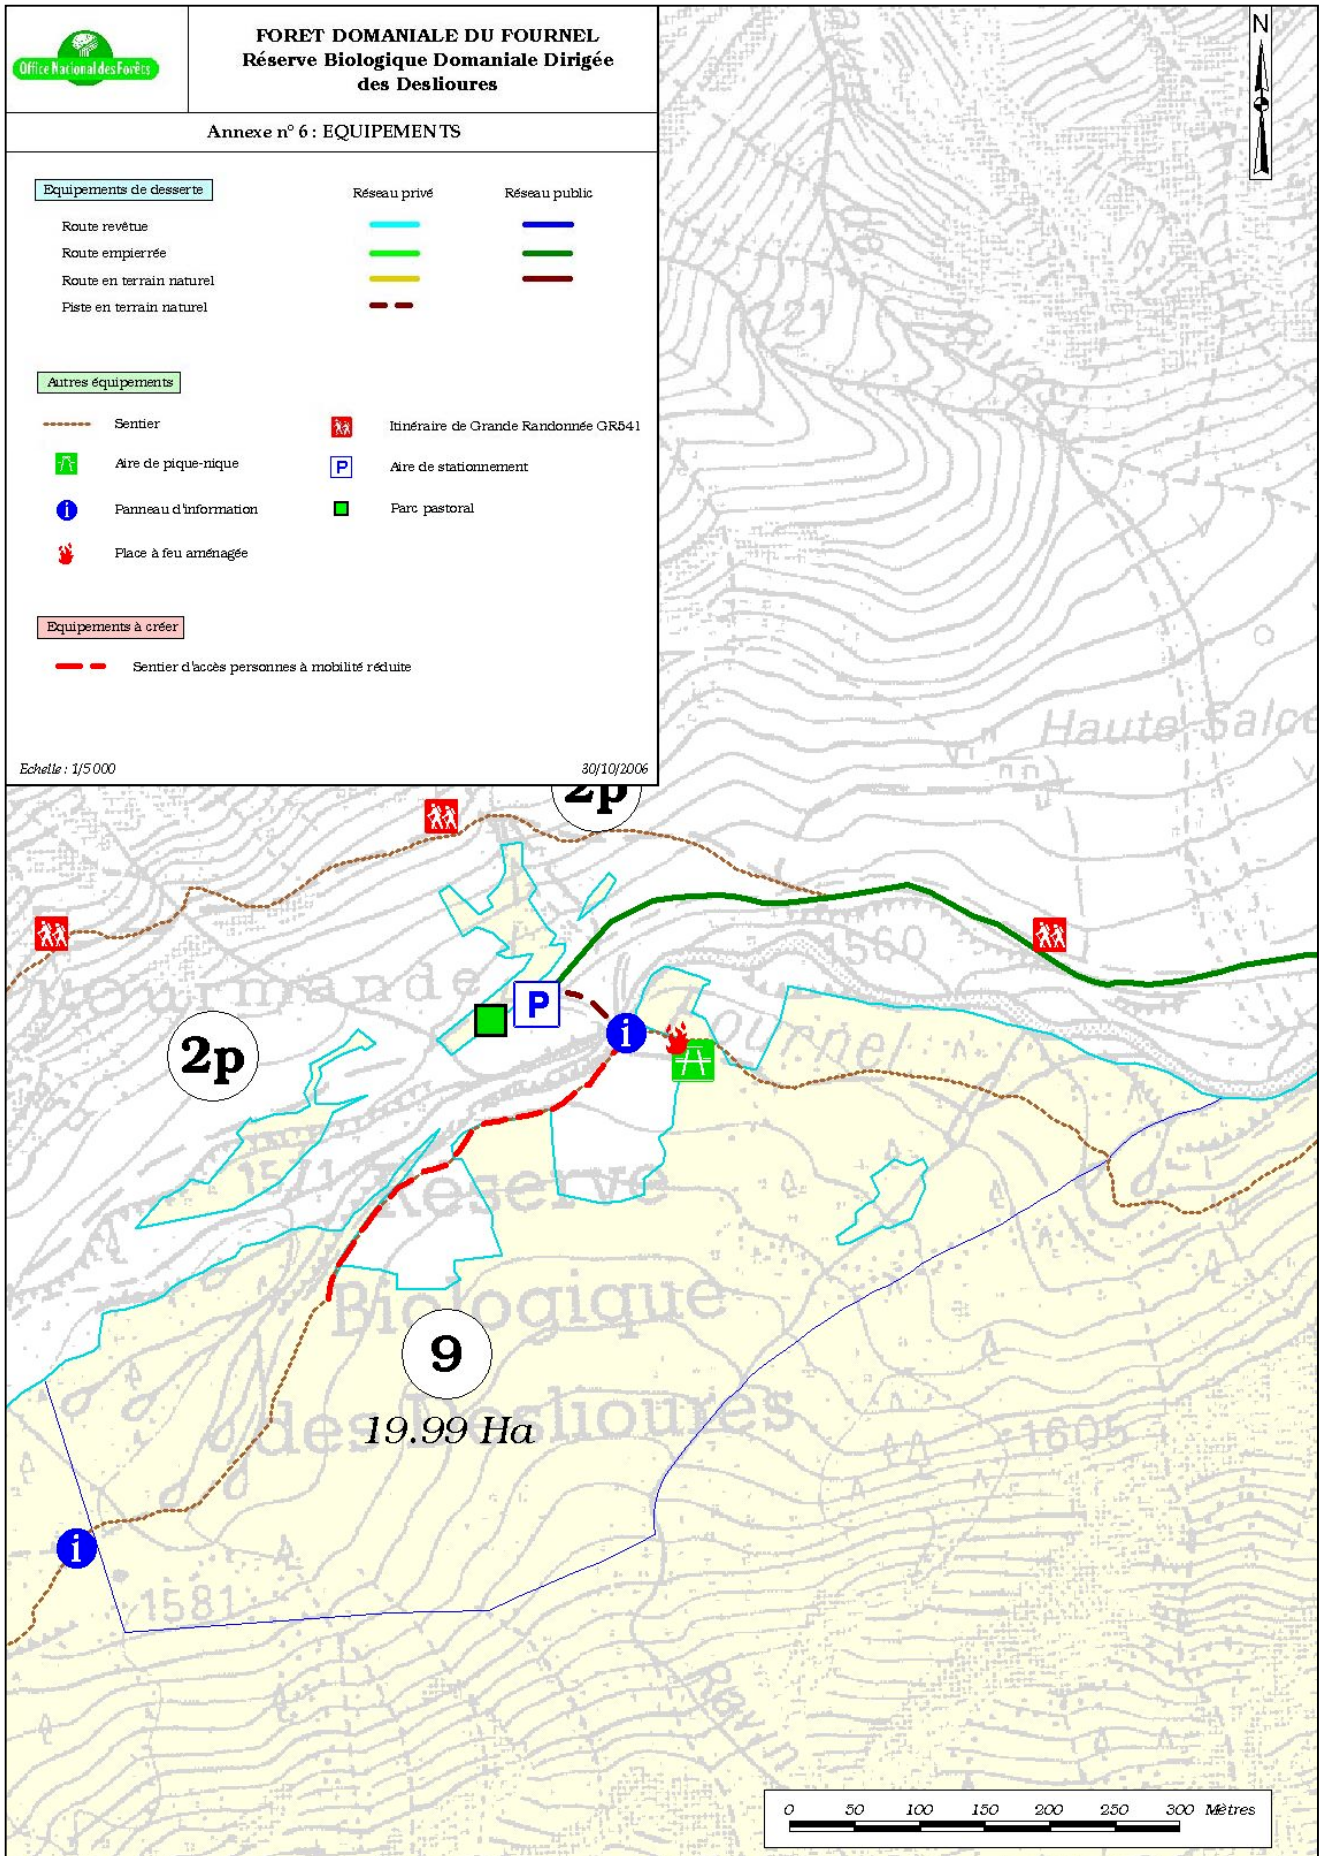 Office National des Forêts
FORET DOMANIALE DU FOURNEL
Réserve Biologique Domaniale Dirigée
des Deslioures
N
Annexe n° 6 : EQUIPEMENTS
Equipements de desserte
Réseau privé
Réseau public
Route revêtue
Route empierrée
Route en terrain naturel
Piste en terrain naturel
Autres équipements
Sentier
Itinéraire de Grande Randonnée GR541
Aire de pique-nique
P
Aire de stationnement
i
Panneau d'information
Parc pastoral
Place à feu aménagée
Equipements à créer
Sentier d'accès personnes à mobilité réduite
Echelle : 1/5 000
30/10/2006
2p
P
i
2p
1541
Réserve
Biologique
9
des Deslioures
19.99 Ha
1605
i
1581
Ravin
0 50 100 150 200 250 300 Mètres